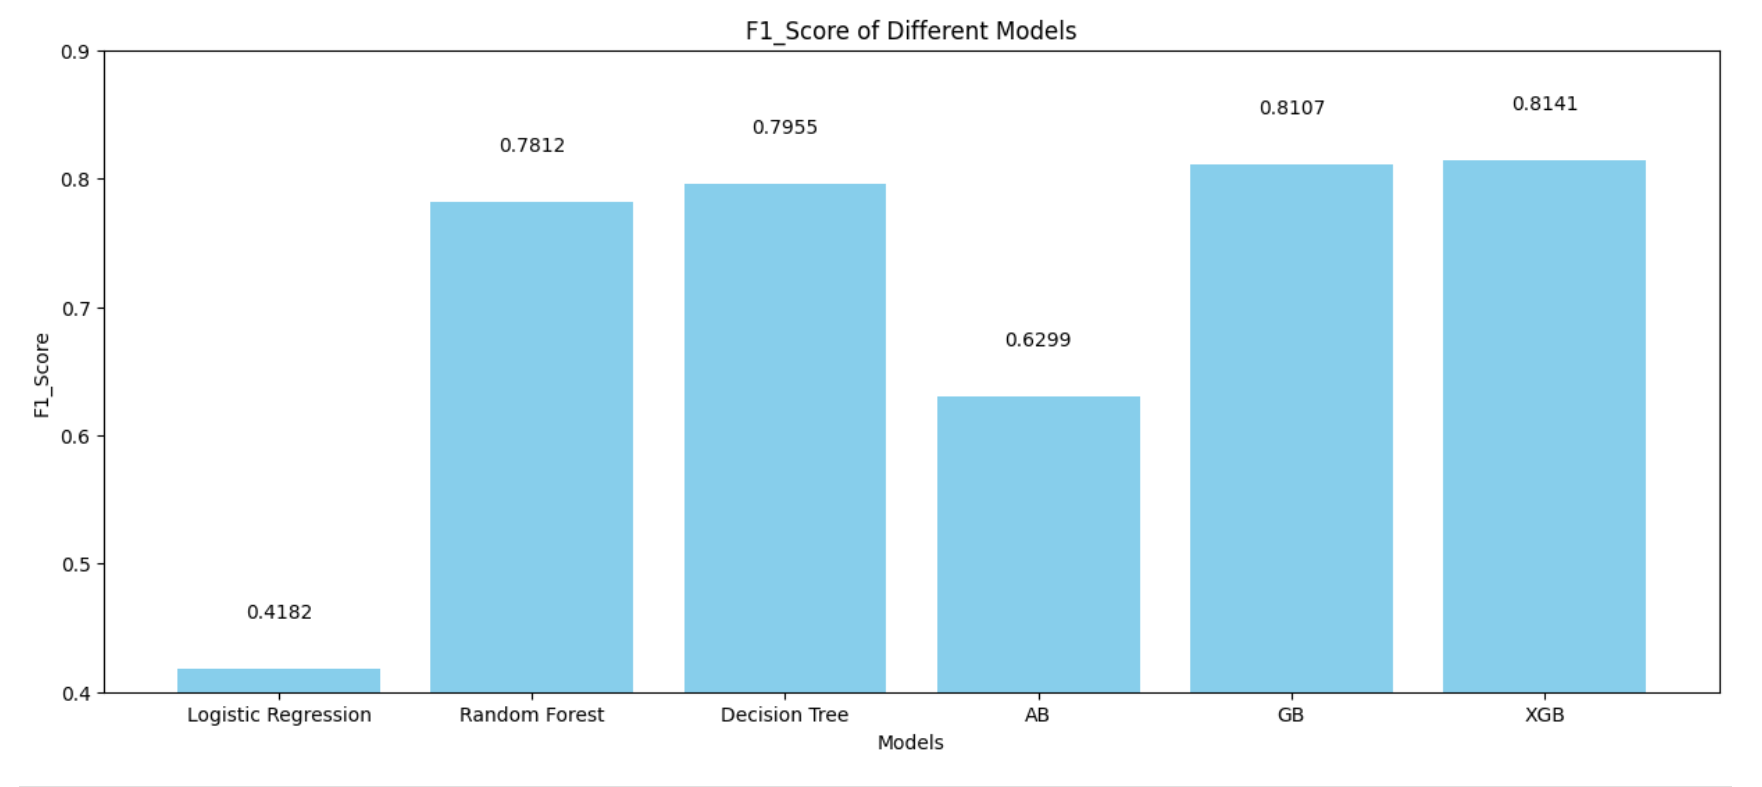 F1_Score of Different Models
0.9
0.8
0.7
0.6
0.5
0.4
F1_Score
0.4182
0.7812
0.7955
0.6299
0.8107
0.8141
Logistic Regression
Random Forest
Decision Tree
AB
GB
XGB
Models